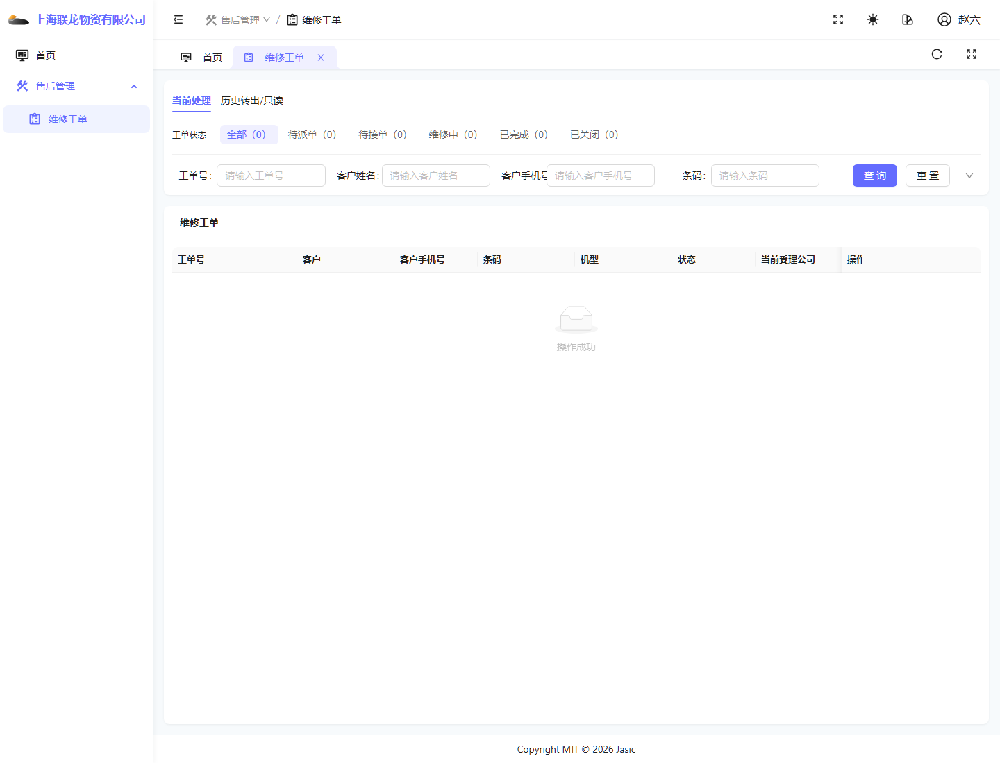 上海联龙物资有限公司
售后管理 / 维修工单
赵六
首页
售后管理
维修工单
首页
维修工单
当前处理 历史转出/只读
工单状态 全部（0） 待派单（0） 待接单（0） 维修中（0） 已完成（0） 已关闭（0）
工单号: 请输入工单号 客户姓名: 请输入客户姓名 客户手机号 请输入客户手机号 条码: 请输入条码 查 询 重 置
维修工单
工单号 客户 客户手机号 条码 机型 状态 当前受理公司 操作
操作成功
Copyright MIT © 2026 Jasic